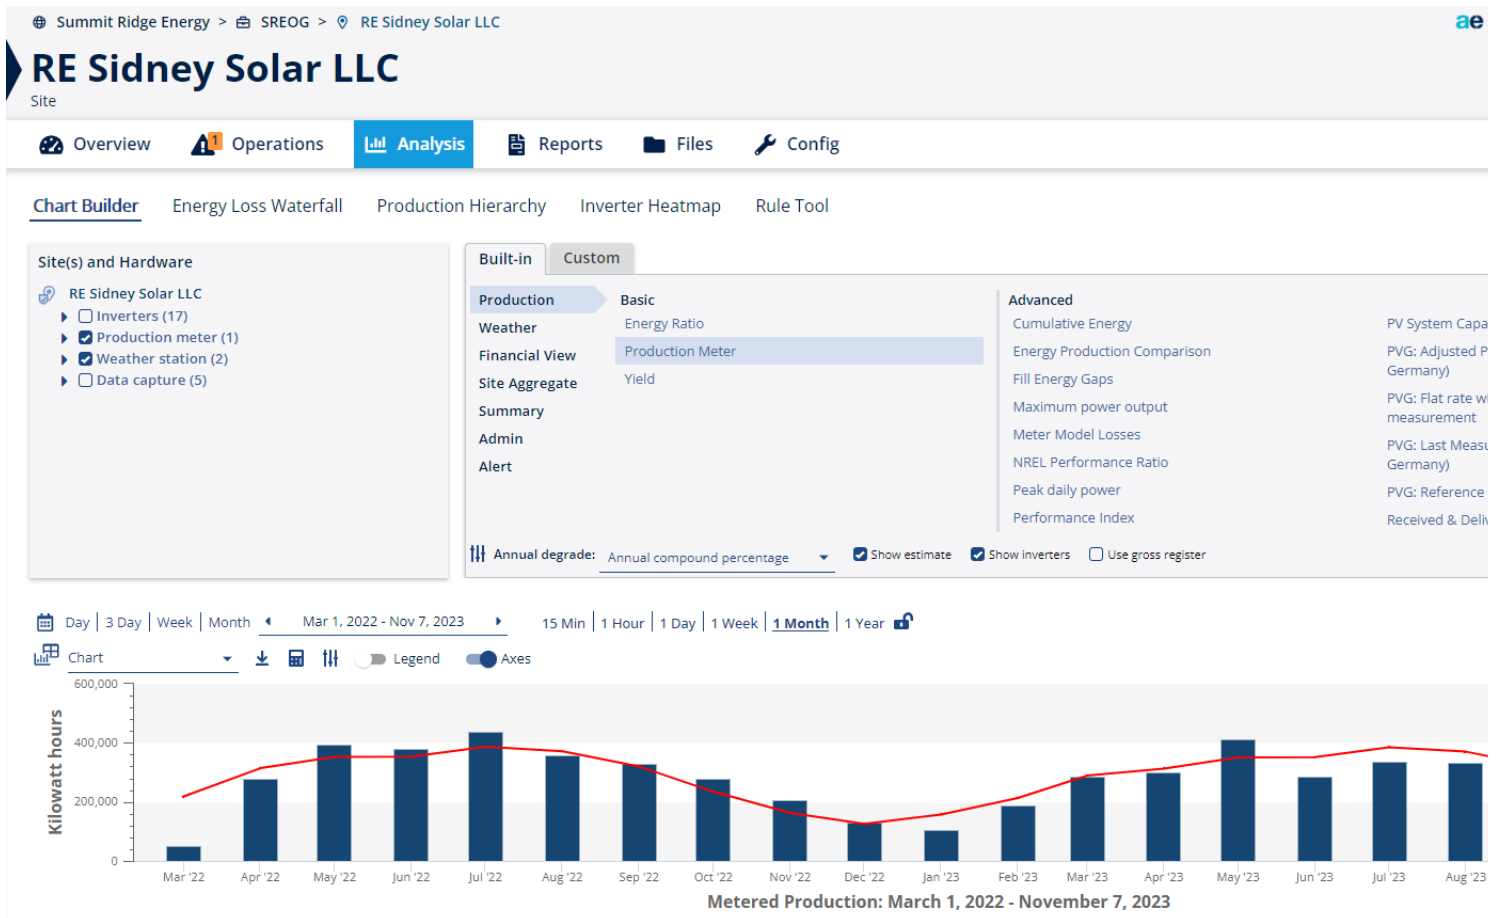 Summit Ridge Energy > SREOG > RE Sidney Solar LLC
ae
RE Sidney Solar LLC
Site
Overview 1 Operations Analysis Reports Files Config
Chart Builder Energy Loss Waterfall Production Hierarchy Inverter Heatmap Rule Tool
Site(s) and Hardware
RE Sidney Solar LLC
Inverters (17)
Production meter (1)
Weather station (2)
Data capture (5)
Built-in Custom
Production
Weather
Financial View
Site Aggregate
Summary
Admin
Alert
Basic
Energy Ratio
Production Meter
Yield
Advanced
Cumulative Energy
Energy Production Comparison
Fill Energy Gaps
Maximum power output
Meter Model Losses
NREL Performance Ratio
Peak daily power
Performance Index
PV System Capa
PVG: Adjusted P
Germany)
PVG: Flat rate wi
measurement
PVG: Last Measu
Germany)
PVG: Reference
Received & Deliv
Annual degrade: Annual compound percentage Show estimate Show inverters Use gross register
Day | 3 Day | Week | Month Mar 1, 2022 - Nov 7, 2023 15 Min | 1 Hour | 1 Day | 1 Week | 1 Month | 1 Year
Chart Legend Axes
Kilowatt hours
600,000
400,000
200,000
0
Mar '22 Apr '22 May '22 Jun '22 Jul '22 Aug '22 Sep '22 Oct '22 Nov '22 Dec '22 Jan '23 Feb '23 Mar '23 Apr '23 May '23 Jun '23 Jul '23 Aug '23
Metered Production: March 1, 2022 - November 7, 2023